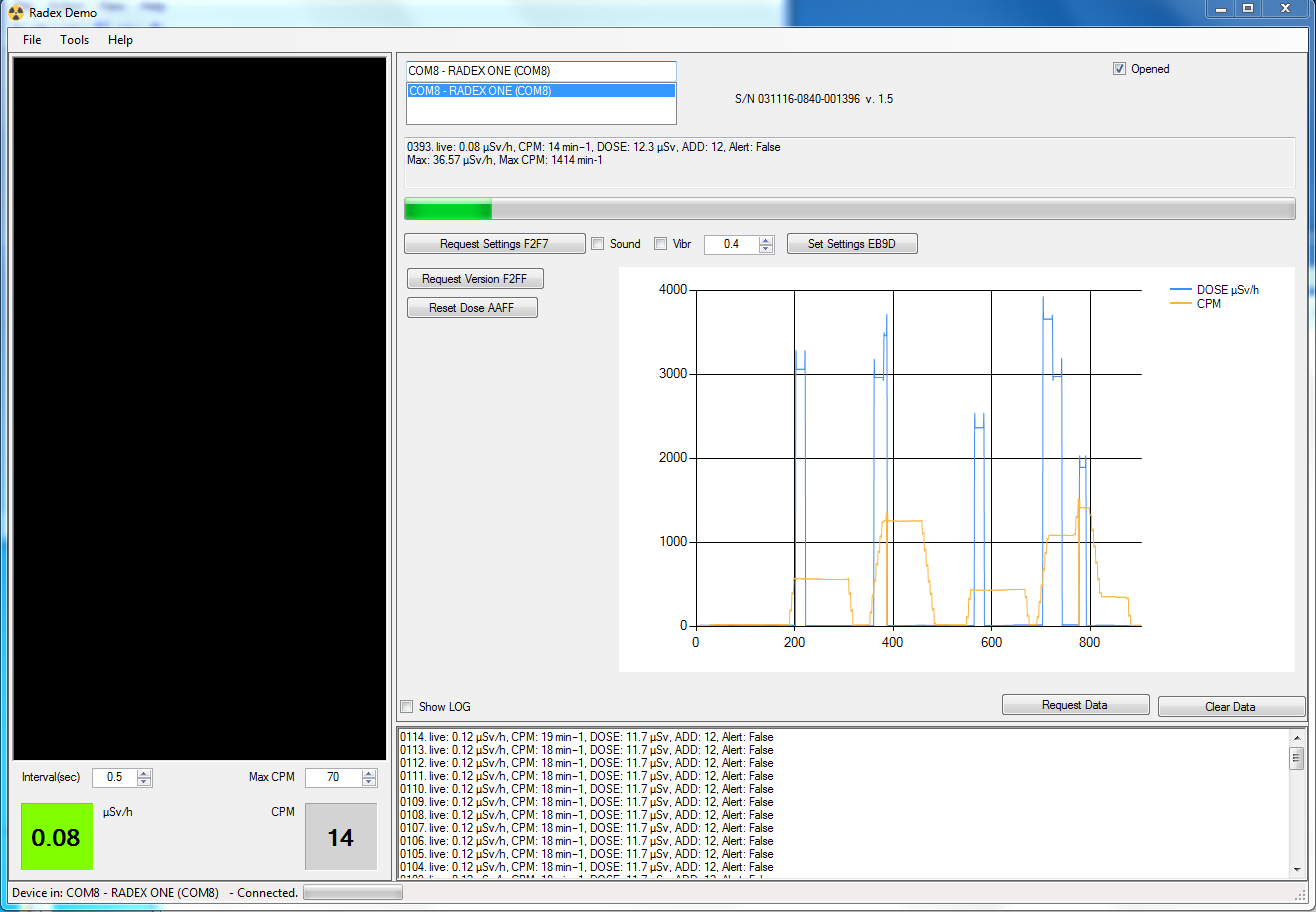 Radex Demo
File Tools Help
COM8 - RADEX ONE (COM8)
COM8 - RADEX ONE (COM8)
Opened
S/N 031116-0840-001396 v. 1.5
0393. live: 0.08 µSv/h, CPM: 14 min-1, DOSE: 12.3 µSv, ADD: 12, Alert: False
Max: 36.57 µSv/h, Max CPM: 1414 min-1
Request Settings F2F7
Sound
Vibr
0.4
Set Settings EB9D
Request Version F2FF
Reset Dose AAFF
4000
3000
2000
1000
0
0 200 400 600 800
DOSE µSv/h
CPM
Show LOG
Request Data
Clear Data
0114. live: 0.12 µSv/h, CPM: 19 min-1, DOSE: 11.7 µSv, ADD: 12, Alert: False
0113. live: 0.12 µSv/h, CPM: 18 min-1, DOSE: 11.7 µSv, ADD: 12, Alert: False
0112. live: 0.12 µSv/h, CPM: 18 min-1, DOSE: 11.7 µSv, ADD: 12, Alert: False
0111. live: 0.12 µSv/h, CPM: 18 min-1, DOSE: 11.7 µSv, ADD: 12, Alert: False
0110. live: 0.12 µSv/h, CPM: 18 min-1, DOSE: 11.7 µSv, ADD: 12, Alert: False
0109. live: 0.12 µSv/h, CPM: 18 min-1, DOSE: 11.7 µSv, ADD: 12, Alert: False
0108. live: 0.12 µSv/h, CPM: 18 min-1, DOSE: 11.7 µSv, ADD: 12, Alert: False
0107. live: 0.12 µSv/h, CPM: 18 min-1, DOSE: 11.7 µSv, ADD: 12, Alert: False
0106. live: 0.12 µSv/h, CPM: 18 min-1, DOSE: 11.7 µSv, ADD: 12, Alert: False
0105. live: 0.12 µSv/h, CPM: 18 min-1, DOSE: 11.7 µSv, ADD: 12, Alert: False
0104. live: 0.12 µSv/h, CPM: 18 min-1, DOSE: 11.7 µSv, ADD: 12, Alert: False
Interval(sec) 0.5
Max CPM 70
0.08
µSv/h
CPM
14
Device in: COM8 - RADEX ONE (COM8) - Connected.